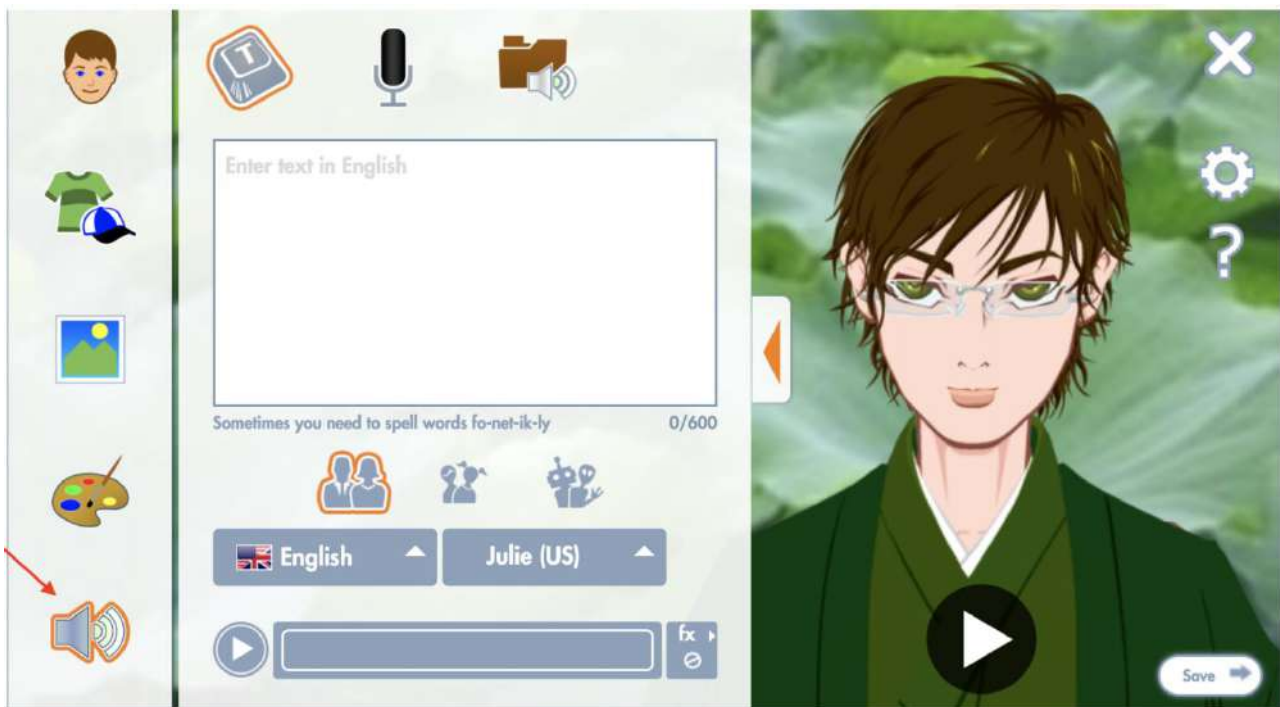 T
Enter text in English
Sometimes you need to spell words fo-net-ik-ly
0/600
English
Julie (US)
fx
?
Save